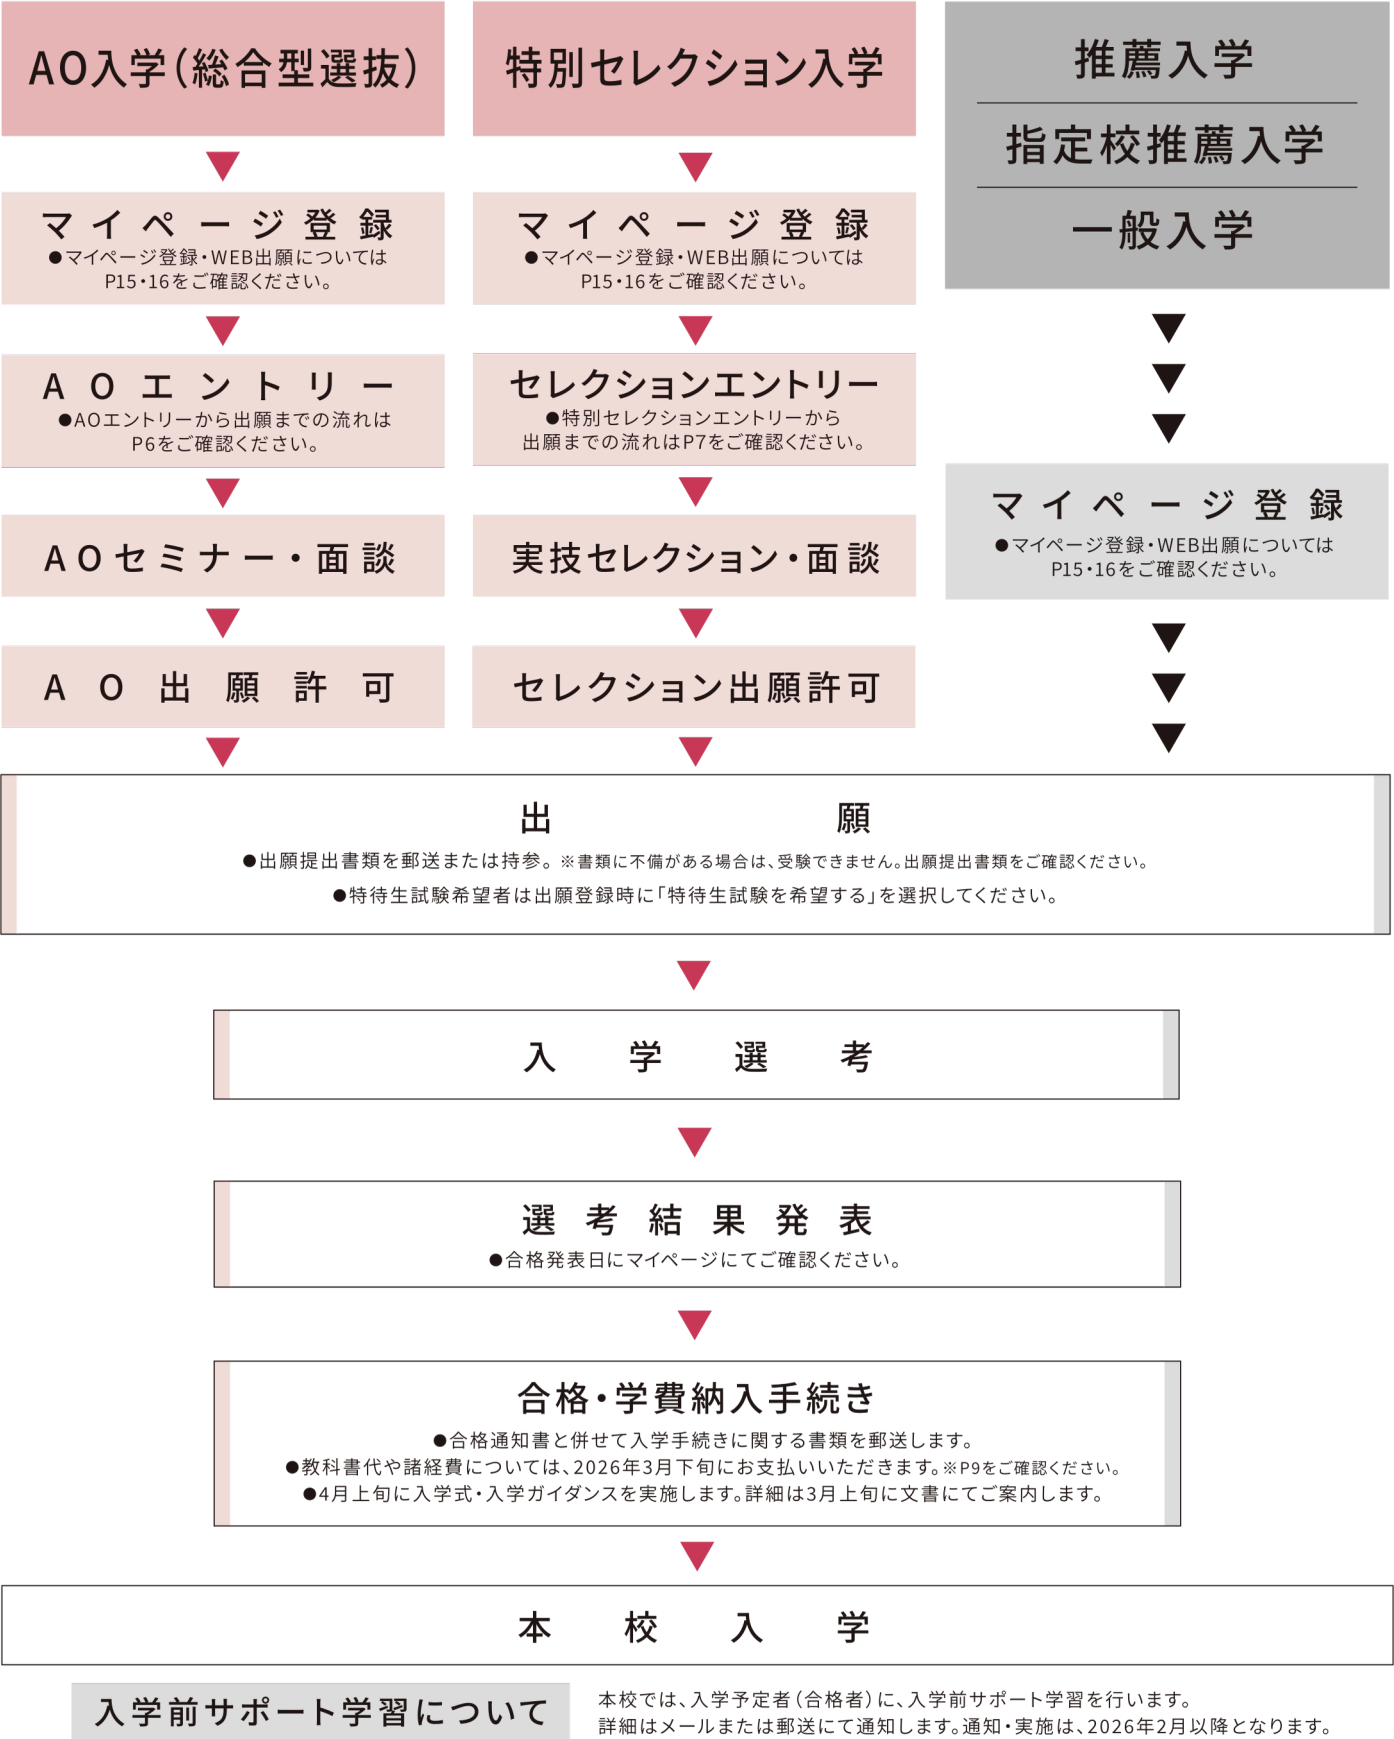 AO入学（総合型選抜）
マイページ登録
●マイページ登録・WEB出願については
P15・16をご確認ください。
AOエントリー
●AOエントリーから出願までの流れは
P6をご確認ください。
AOセミナー・面談
AO出願許可
特別セレクション入学
マイページ登録
●マイページ登録・WEB出願については
P15・16をご確認ください。
セレクションエントリー
●特別セレクションエントリーから
出願までの流れはP7をご確認ください。
実技セレクション・面談
セレクション出願許可
推薦入学
指定校推薦入学
一般入学
マイページ登録
●マイページ登録・WEB出願については
P15・16をご確認ください。
出願
●出願提出書類を郵送または持参。※書類に不備がある場合は、受験できません。出願提出書類をご確認ください。
●特待生試験希望者は出願登録時に「特待生試験を希望する」を選択してください。
入学選考
選考結果発表
●合格発表日にマイページにてご確認ください。
合格・学費納入手続き
●合格通知書と併せて入学手続きに関する書類を郵送します。
●教科書代や諸経費については、2026年3月下旬にお支払いいただきます。※P9をご確認ください。
●4月上旬に入学式・入学ガイダンスを実施します。詳細は3月上旬に文書にてご案内します。
本校入学
入学前サポート学習について
本校では、入学予定者（合格者）に、入学前サポート学習を行います。
詳細はメールまたは郵送にて通知します。通知・実施は、2026年2月以降となります。